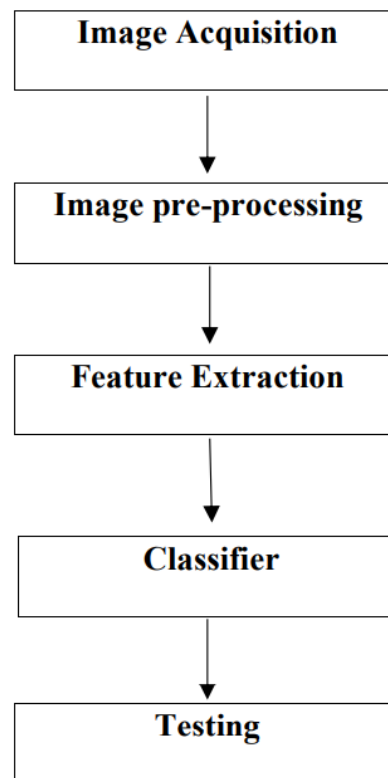 Image Acquisition
Image pre-processing
Feature Extraction
Classifier
Testing